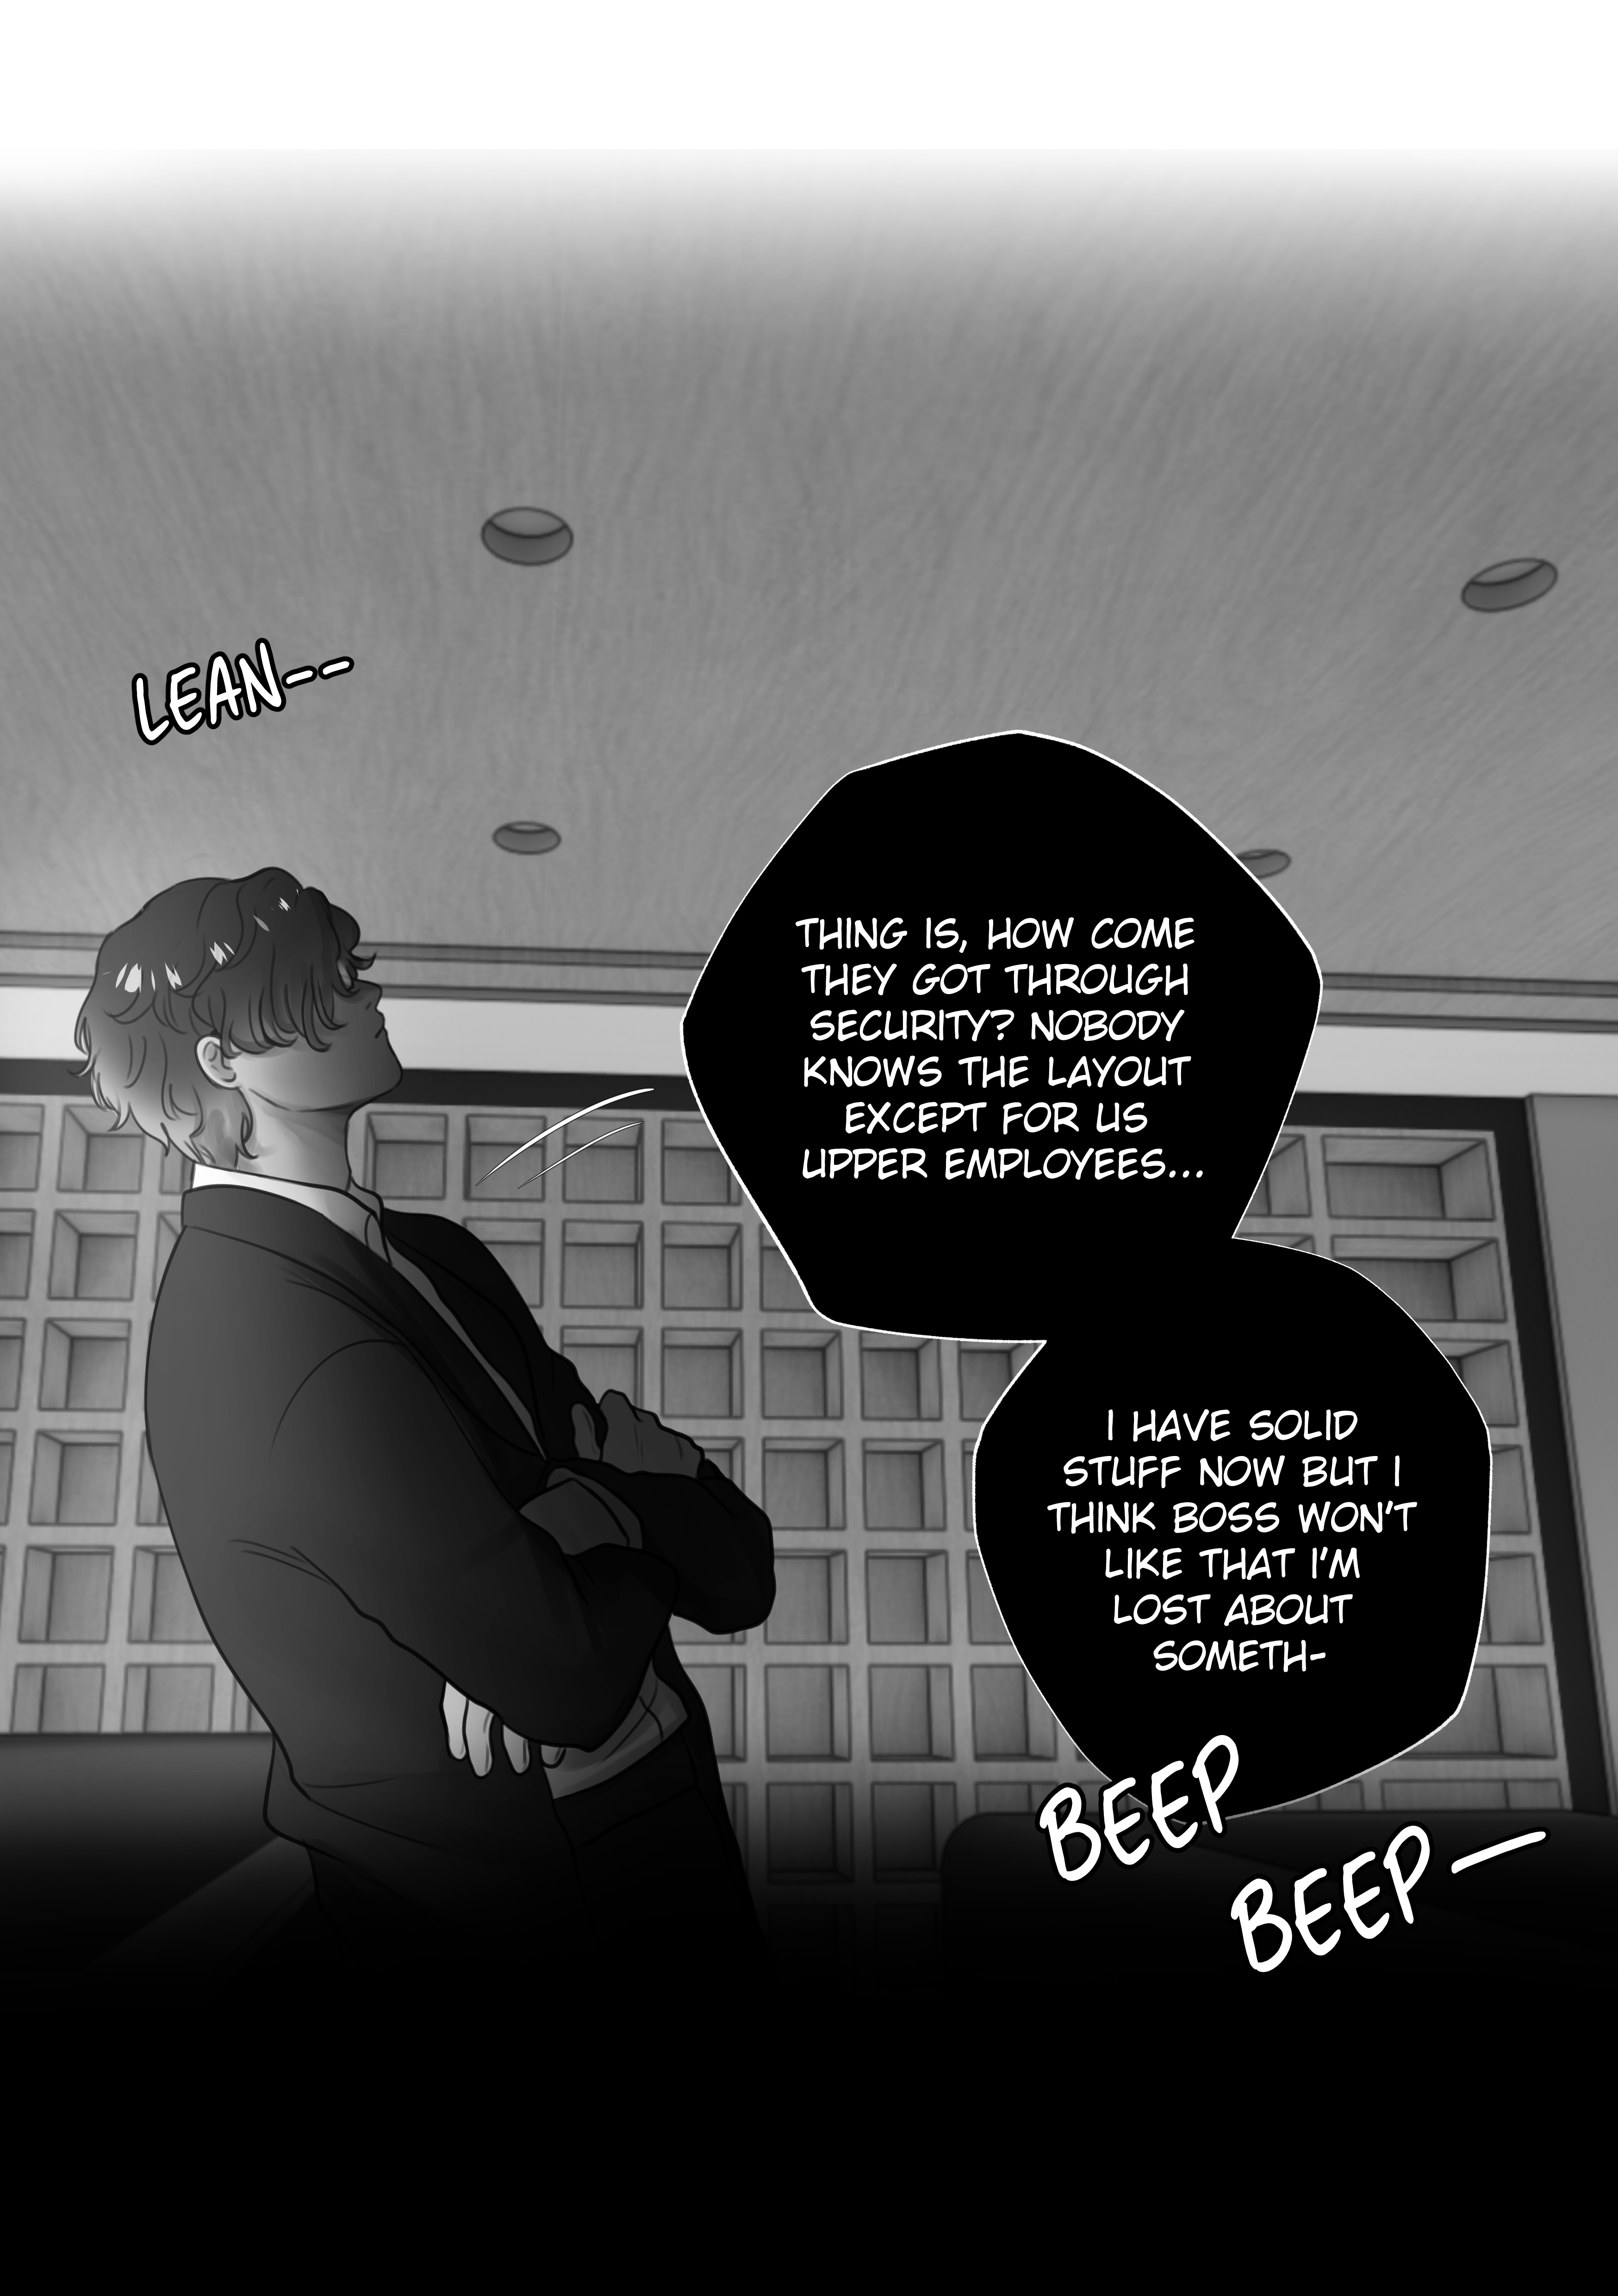 LEAN--
THING IS, HOW COME
THEY GOT THROUGH
SECURITY? NOBODY
KNOWS THE LAYOUT
EXCEPT FOR US
UPPER EMPLOYEES...
I HAVE SOLID
STUFF NOW BUT I
THINK BOSS WON'T
LIKE THAT I'M
LOST ABOUT
SOMETH-
BEEP
BEEP—